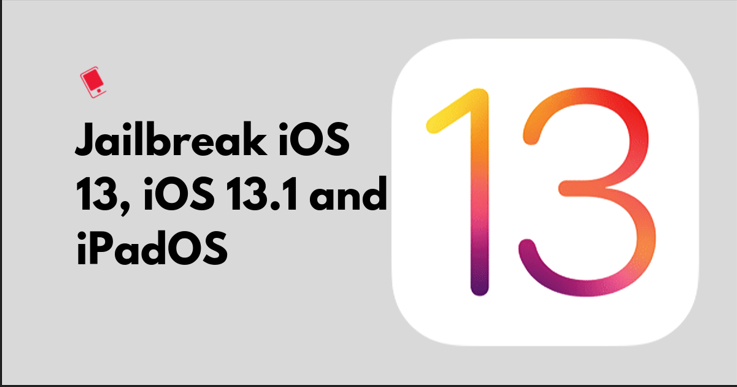 Jailbreak iOS
13, iOS 13.1 and
iPadOS
13